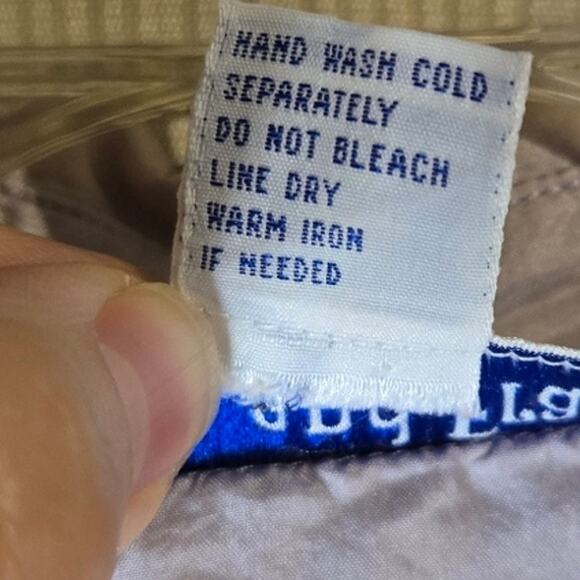 HAND WASH COLD
SEPARATELY
DO NOT BLEACH
LINE DRY
WARM IRON
IF NEEDED